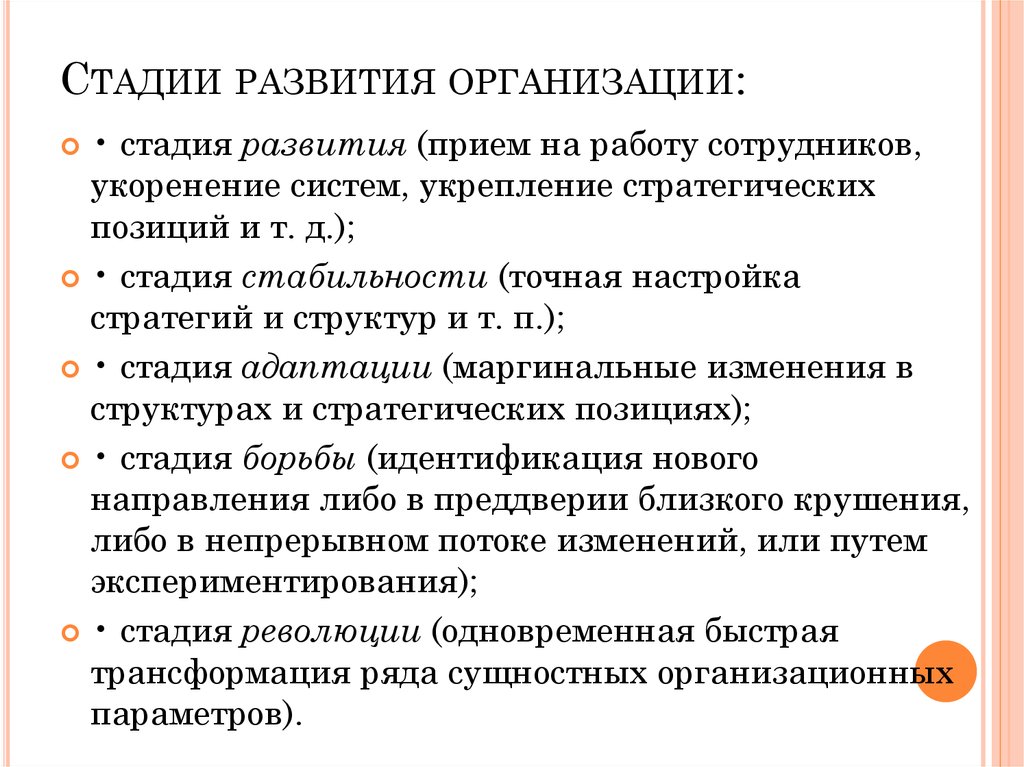 Стадии развития организации:
• стадия развития (прием на работу сотрудников,
укоренение систем, укрепление стратегических
позиций и т. д.);
• стадия стабильности (точная настройка
стратегий и структур и т. п.);
• стадия адаптации (маргинальные изменения в
структурах и стратегических позициях);
• стадия борьбы (идентификация нового
направления либо в преддверии близкого крушения,
либо в непрерывном потоке изменений, или путем
экспериментирования);
• стадия революции (одновременная быстрая
трансформация ряда сущностных организационных
параметров).